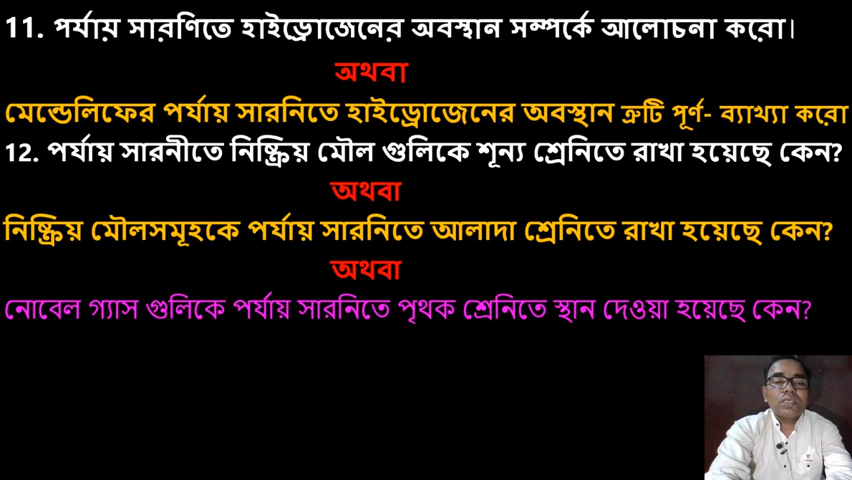 11. পর্যায় সারণিতে হাইড্রোজেনের অবস্থান সম্পর্কে আলোচনা করো।
অথবা
মেন্ডেলিফের পর্যায় সারনিতে হাইড্রোজেনের অবস্থান ত্রুটি পূর্ণ- ব্যাখ্যা করো
12. পর্যায় সারনীতে নিষ্ক্রিয় মৌল গুলিকে শূন্য শ্রেনিতে রাখা হয়েছে কেন?
অথবা
নিষ্ক্রিয় মৌলসমূহকে পর্যায় সারনিতে আলাদা শ্রেনিতে রাখা হয়েছে কেন?
অথবা
নোবেল গ্যাস গুলিকে পর্যায় সারনিতে পৃথক শ্রেনিতে স্থান দেওয়া হয়েছে কেন?